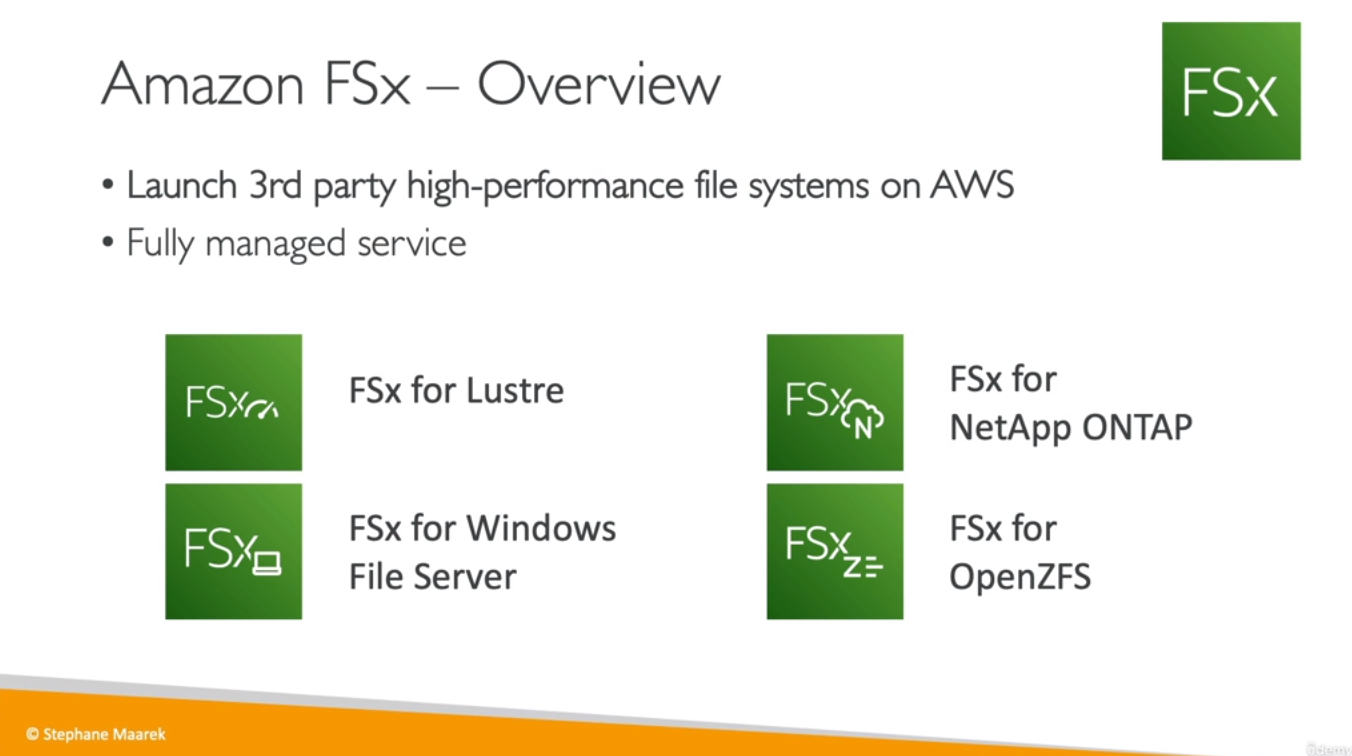 Amazon FSx – Overview
FSx
• Launch 3rd party high-performance file systems on AWS
• Fully managed service
FSx
FSx for Lustre
FSx
N
FSx for
NetApp ONTAP
FSx
FSx for Windows
File Server
FSx
Z
FSx for
OpenZFS
© Stephane Maarek
ûdemy